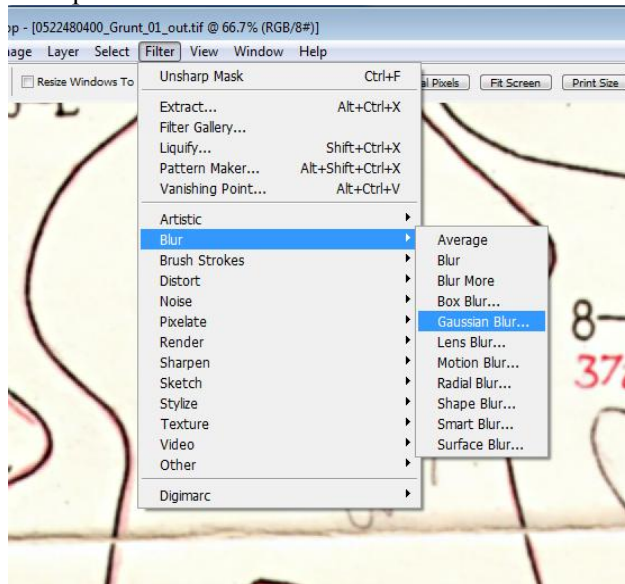 op - [0522480400_Grunt_01_out.tif @ 66.7% (RGB/8#)]
age Layer Select Filter View Window Help
Resize Windows To al Pixels Fit Screen Print Size
Unsharp Mask Ctrl+F
Extract... Alt+Ctrl+X
Filter Gallery...
Liquify... Shift+Ctrl+X
Pattern Maker... Alt+Shift+Ctrl+X
Vanishing Point... Alt+Ctrl+V
Artistic
Blur
Brush Strokes
Distort
Noise
Pixelate
Render
Sharpen
Sketch
Stylize
Texture
Video
Other
Digimarc
Average
Blur
Blur More
Box Blur...
Gaussian Blur...
Lens Blur...
Motion Blur...
Radial Blur...
Shape Blur...
Smart Blur...
Surface Blur...
8
37